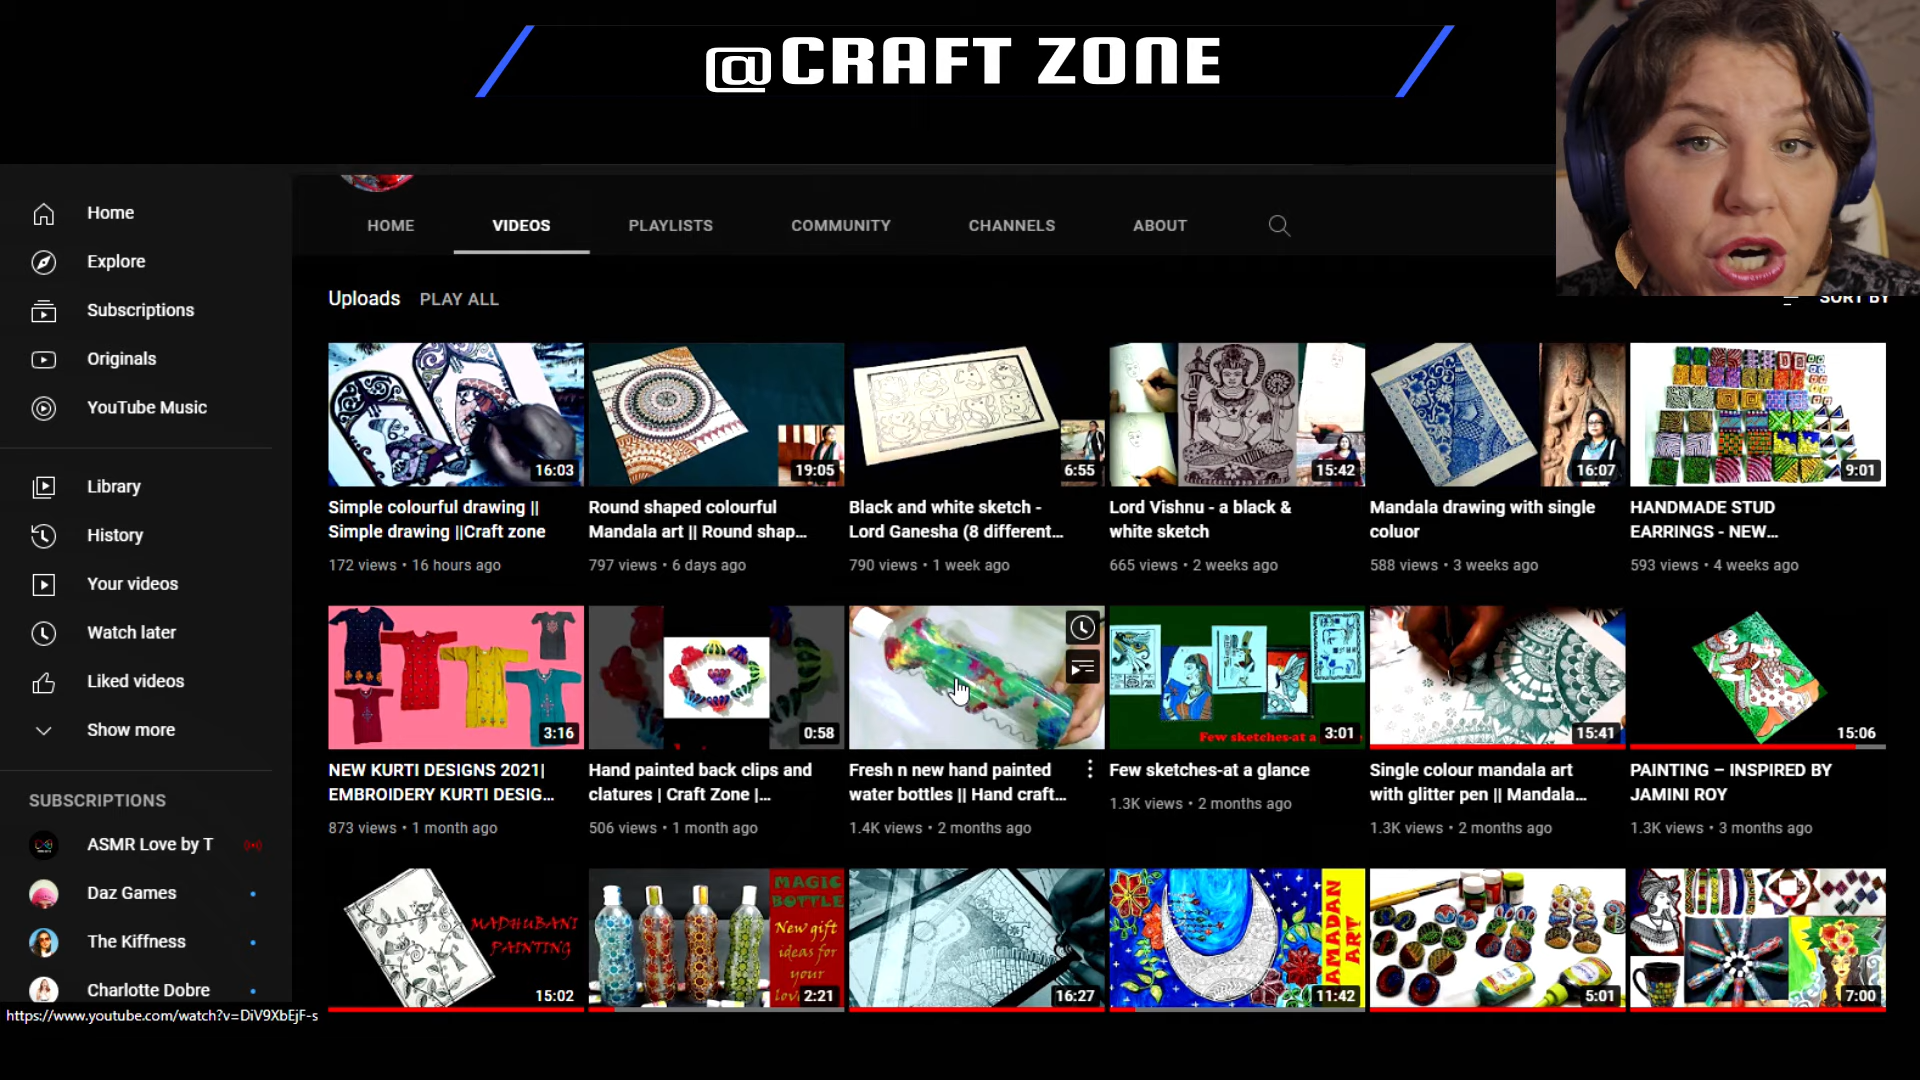 @CRAFT ZONE
HOME VIDEOS PLAYLISTS COMMUNITY CHANNELS ABOUT
Home
Explore
Subscriptions
Originals
YouTube Music
Library
History
Your videos
Watch later
Liked videos
Show more
SUBSCRIPTIONS
ASMR Love by T
Daz Games
The Kiffness
Charlotte Dobre
https://www.youtube.com/watch?v=DiV9XbEjF-s
Uploads PLAY ALL
SORT BY
16:03
Simple colourful drawing ||
Simple drawing ||Craft zone
172 views • 16 hours ago
19:05
Round shaped colourful
Mandala art || Round shap...
797 views • 6 days ago
6:55
Black and white sketch -
Lord Ganesha (8 different...
790 views • 1 week ago
15:42
Lord Vishnu - a black &
white sketch
665 views • 2 weeks ago
16:07
Mandala drawing with single
coluor
588 views • 3 weeks ago
9:01
HANDMADE STUD
EARRINGS - NEW...
593 views • 4 weeks ago
3:16
NEW KURTI DESIGNS 2021|
EMBROIDERY KURTI DESIG...
873 views • 1 month ago
0:58
Hand painted back clips and
clatures | Craft Zone |...
506 views • 1 month ago
Fresh n new hand painted
water bottles || Hand craft...
1.4K views • 2 months ago
Few sketches-at a
3:01
Few sketches-at a glance
1.3K views • 2 months ago
15:41
Single colour mandala art
with glitter pen || Mandala...
1.3K views • 2 months ago
15:06
PAINTING – INSPIRED BY
JAMINI ROY
1.3K views • 3 months ago
MADHUBANI
PAINTING
15:02
MAGIC
BOTTLE
New gift
ideas for
your
2:21
16:27
RAMADAN
ART
11:42
5:01
7:00